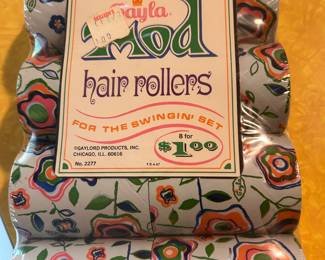 Gayla
Mod
hair rollers
FOR THE SWINGIN' SET
8 for
$1.00
©GAYLORD PRODUCTS, INC.
CHICAGO, ILL. 60616
No. 2277